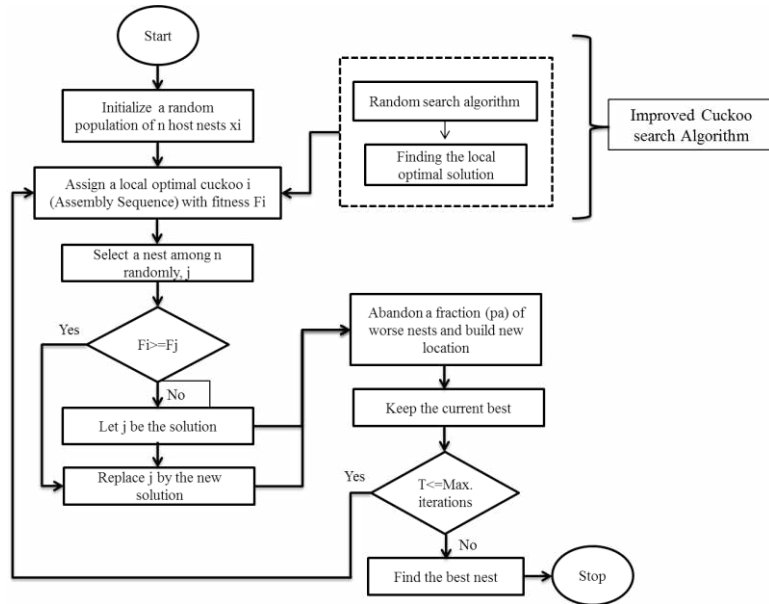 Start
Initialize a random
population of n host nests xi
Assign a local optimal cuckoo i
(Assembly Sequence) with fitness Fi
Select a nest among n
randomly, j
Yes
Fi>=Fj
No
Let j be the solution
Replace j by the new
solution
Random search algorithm
Finding the local
optimal solution
Improved Cuckoo
search Algorithm
Abandon a fraction (pa) of
worse nests and build new
location
Keep the current best
Yes
T<=Max.
iterations
No
Find the best nest
Stop